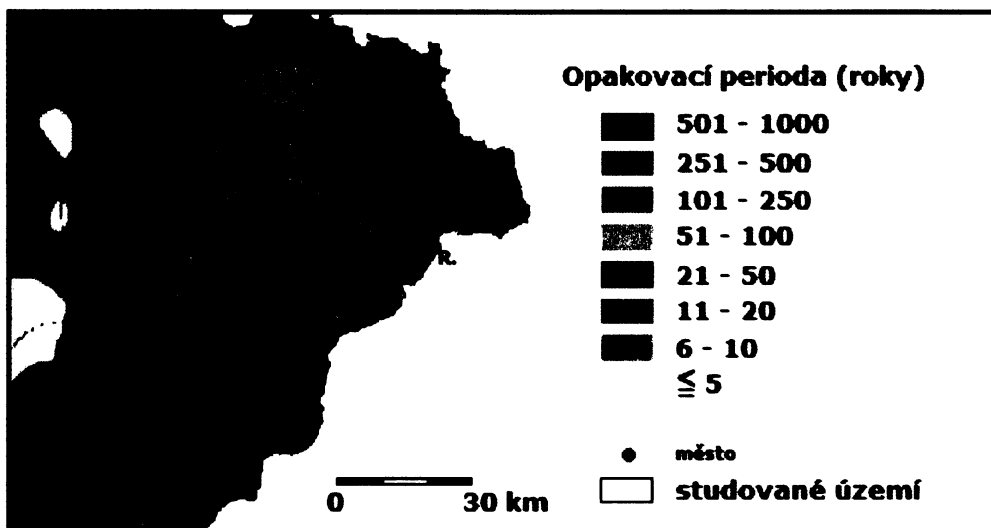 Opakovací perioda (roky)
501 - 1000
251 - 500
101 - 250
51 - 100
21 - 50
11 - 20
6 - 10
≦ 5
město
studované území
0 30 km
R.